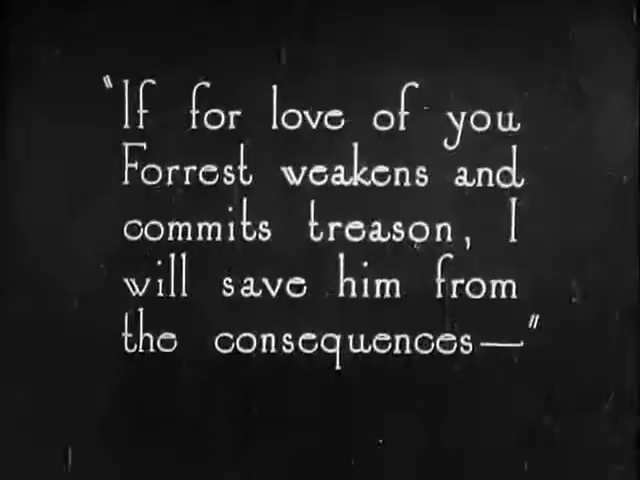 "If for love of you
Forrest weakens and
commits treason, I
will save him from
the consequences—"